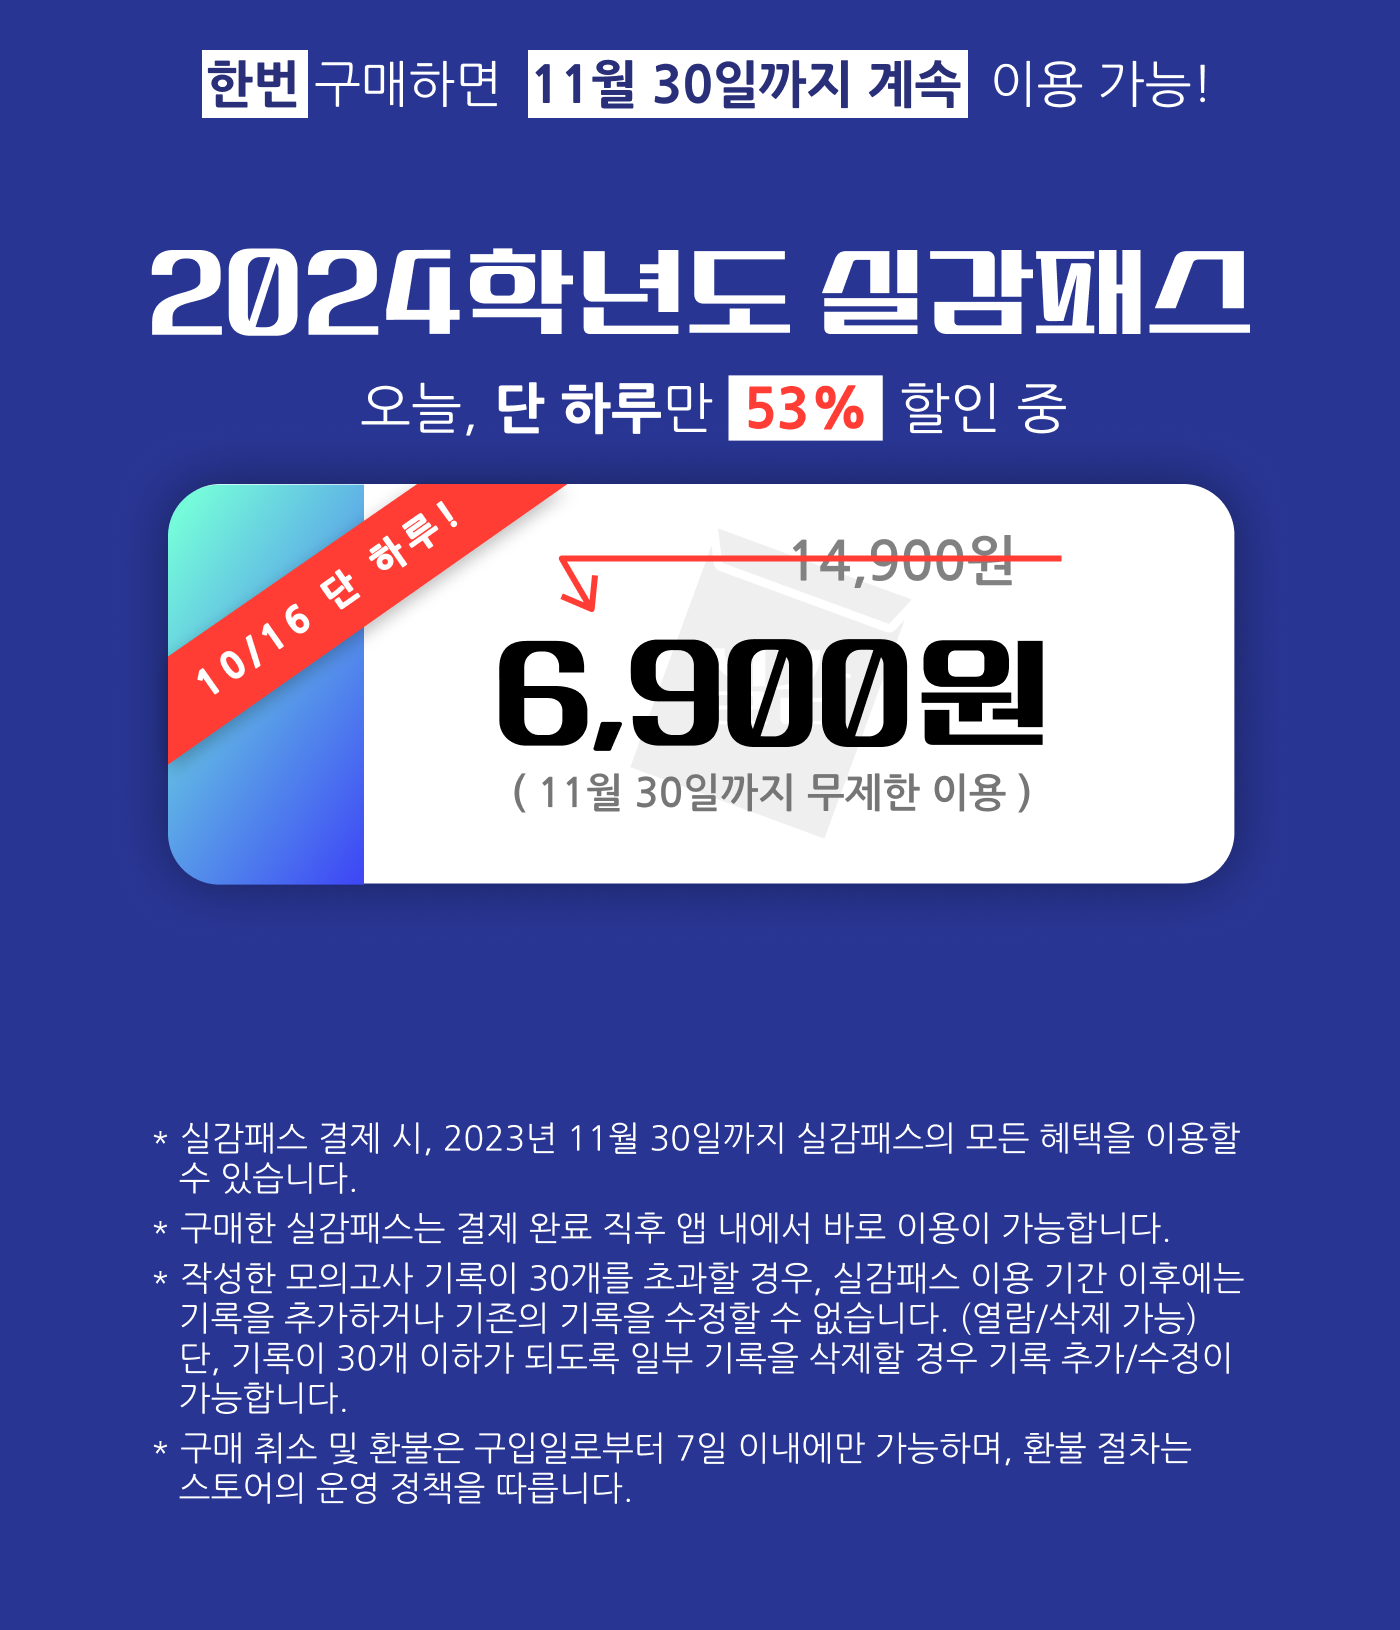 한번 구매하면 11월 30일까지 계속 이용 가능!
2024학년도 실감패스
오늘, 단 하루만 53% 할인 중
10/16 단 하루!
14,900원
6,900원
( 11월 30일까지 무제한 이용 )
* 실감패스 결제 시, 2023년 11월 30일까지 실감패스의 모든 혜택을 이용할
수 있습니다.
* 구매한 실감패스는 결제 완료 직후 앱 내에서 바로 이용이 가능합니다.
* 작성한 모의고사 기록이 30개를 초과할 경우, 실감패스 이용 기간 이후에는
기록을 추가하거나 기존의 기록을 수정할 수 없습니다. (열람/삭제 가능)
단, 기록이 30개 이하가 되도록 일부 기록을 삭제할 경우 기록 추가/수정이
가능합니다.
* 구매 취소 및 환불은 구입일로부터 7일 이내에만 가능하며, 환불 절차는
스토어의 운영 정책을 따릅니다.